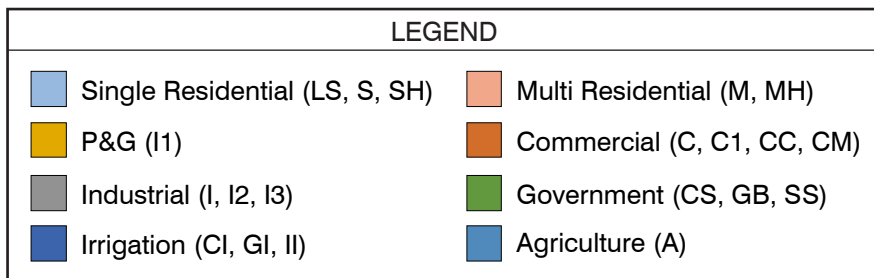 LEGEND
Single Residential (LS, S, SH)
Multi Residential (M, MH)
P&G (I1)
Commercial (C, C1, CC, CM)
Industrial (I, I2, I3)
Government (CS, GB, SS)
Irrigation (CI, GI, II)
Agriculture (A)